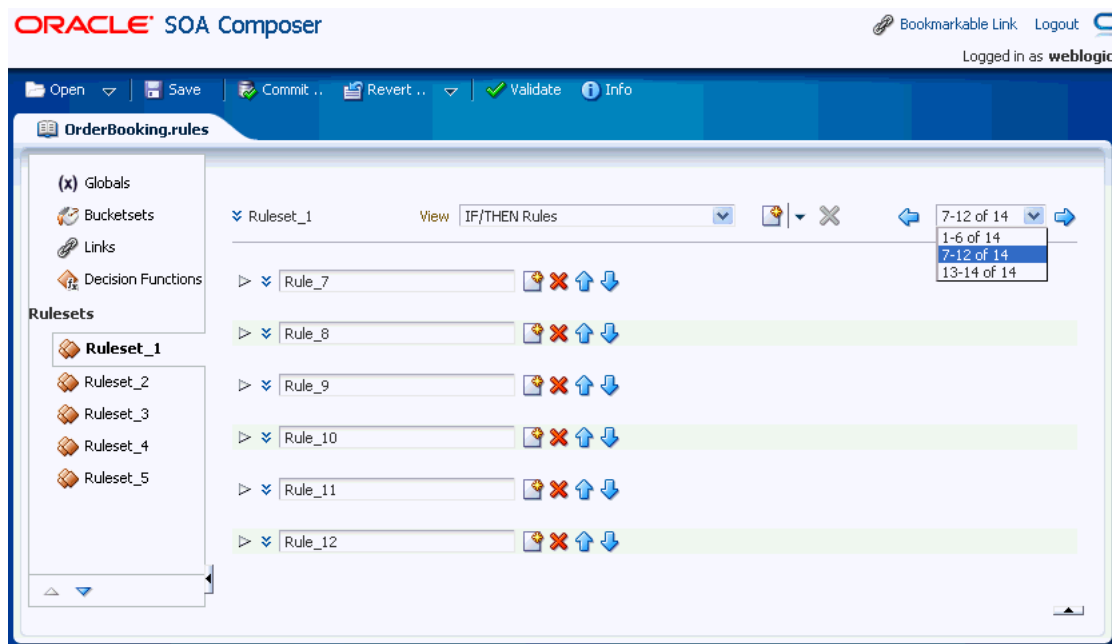 ORACLE SOA Composer
Bookmarkable Link Logout
Logged in as weblogic
Open Save Commit .. Revert .. Validate Info
OrderBooking.rules
(x) Globals
Bucketsets
Links
Decision Functions
Rulesets
Ruleset_1
Ruleset_2
Ruleset_3
Ruleset_4
Ruleset_5
Ruleset_1 View IF/THEN Rules 7-12 of 14
1-6 of 14
7-12 of 14
13-14 of 14
Rule_7
Rule_8
Rule_9
Rule_10
Rule_11
Rule_12